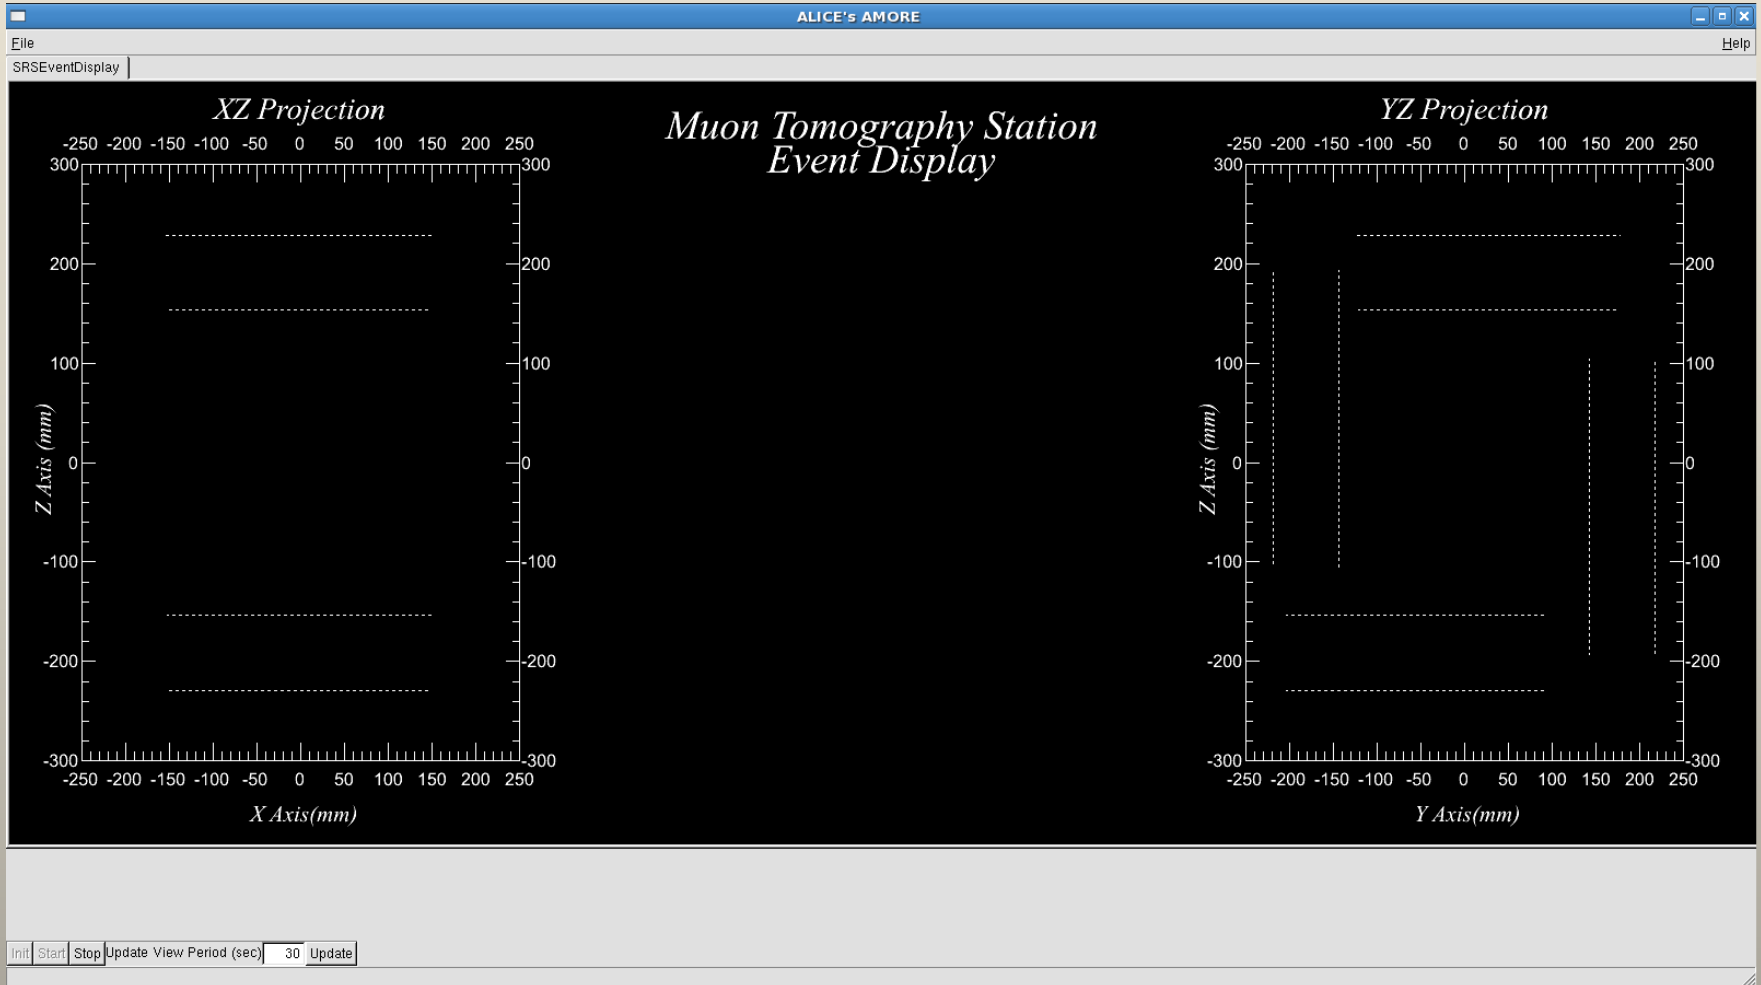 ALICE's AMORE
File Help
SRSEventDisplay
XZ Projection
-250 -200 -150 -100 -50 0 50 100 150 200 250
300 300
200 200
100 100
0 0
-100 -100
-200 -200
-300 -300
Z Axis (mm)
-250 -200 -150 -100 -50 0 50 100 150 200 250
X Axis(mm)
Muon Tomography Station
Event Display
YZ Projection
-250 -200 -150 -100 -50 0 50 100 150 200 250
300 300
200 200
100 100
0 0
-100 -100
-200 -200
-300 -300
Z Axis (mm)
-250 -200 -150 -100 -50 0 50 100 150 200 250
Y Axis(mm)
Init Start Stop Update View Period (sec) 30 Update